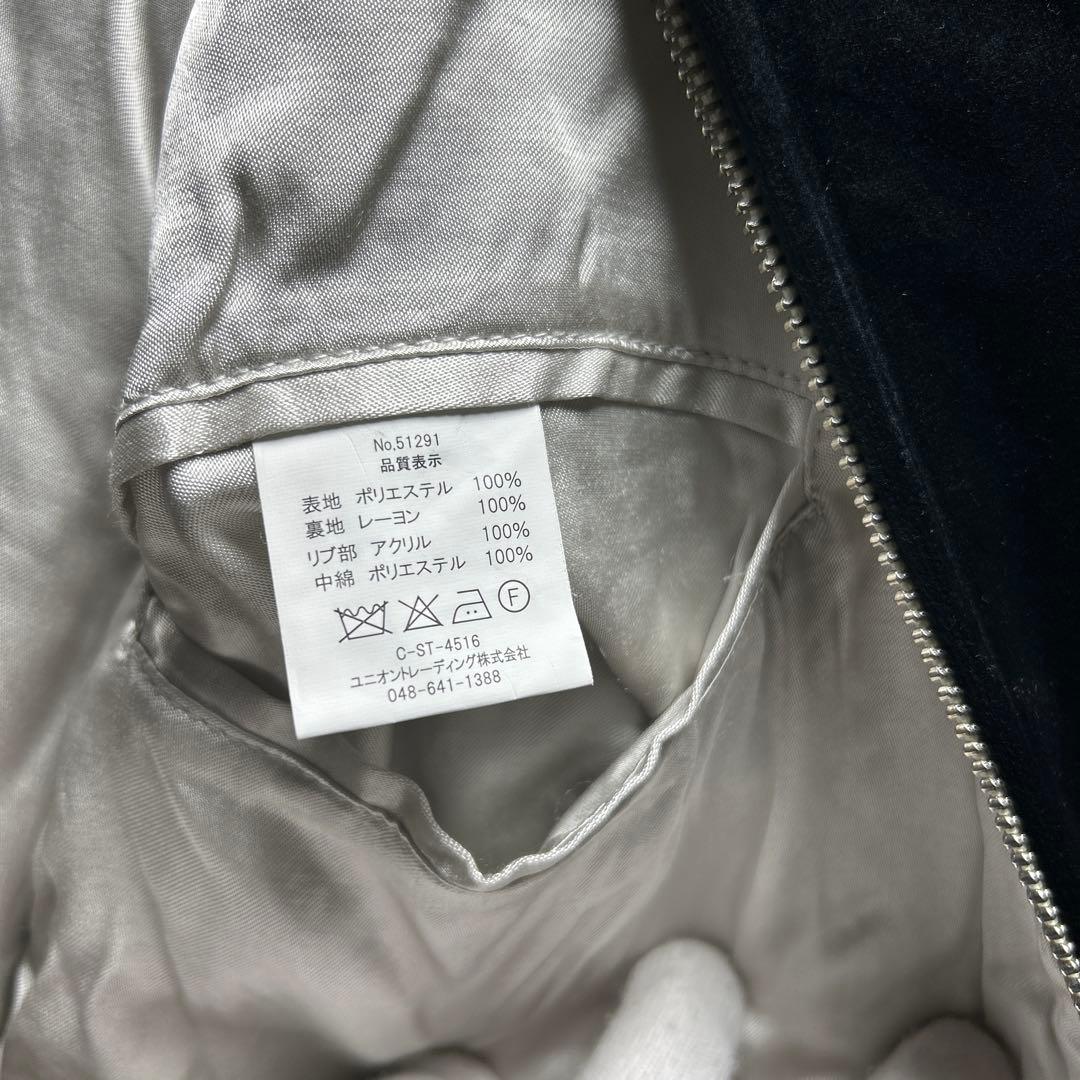 No,51291
品質表示
表地 ポリエステル 100%
裏地 レーヨン 100%
リブ部 アクリル 100%
中綿 ポリエステル 100%
F
C-ST-4516
ユニオントレーディング株式会社
048-641-1388